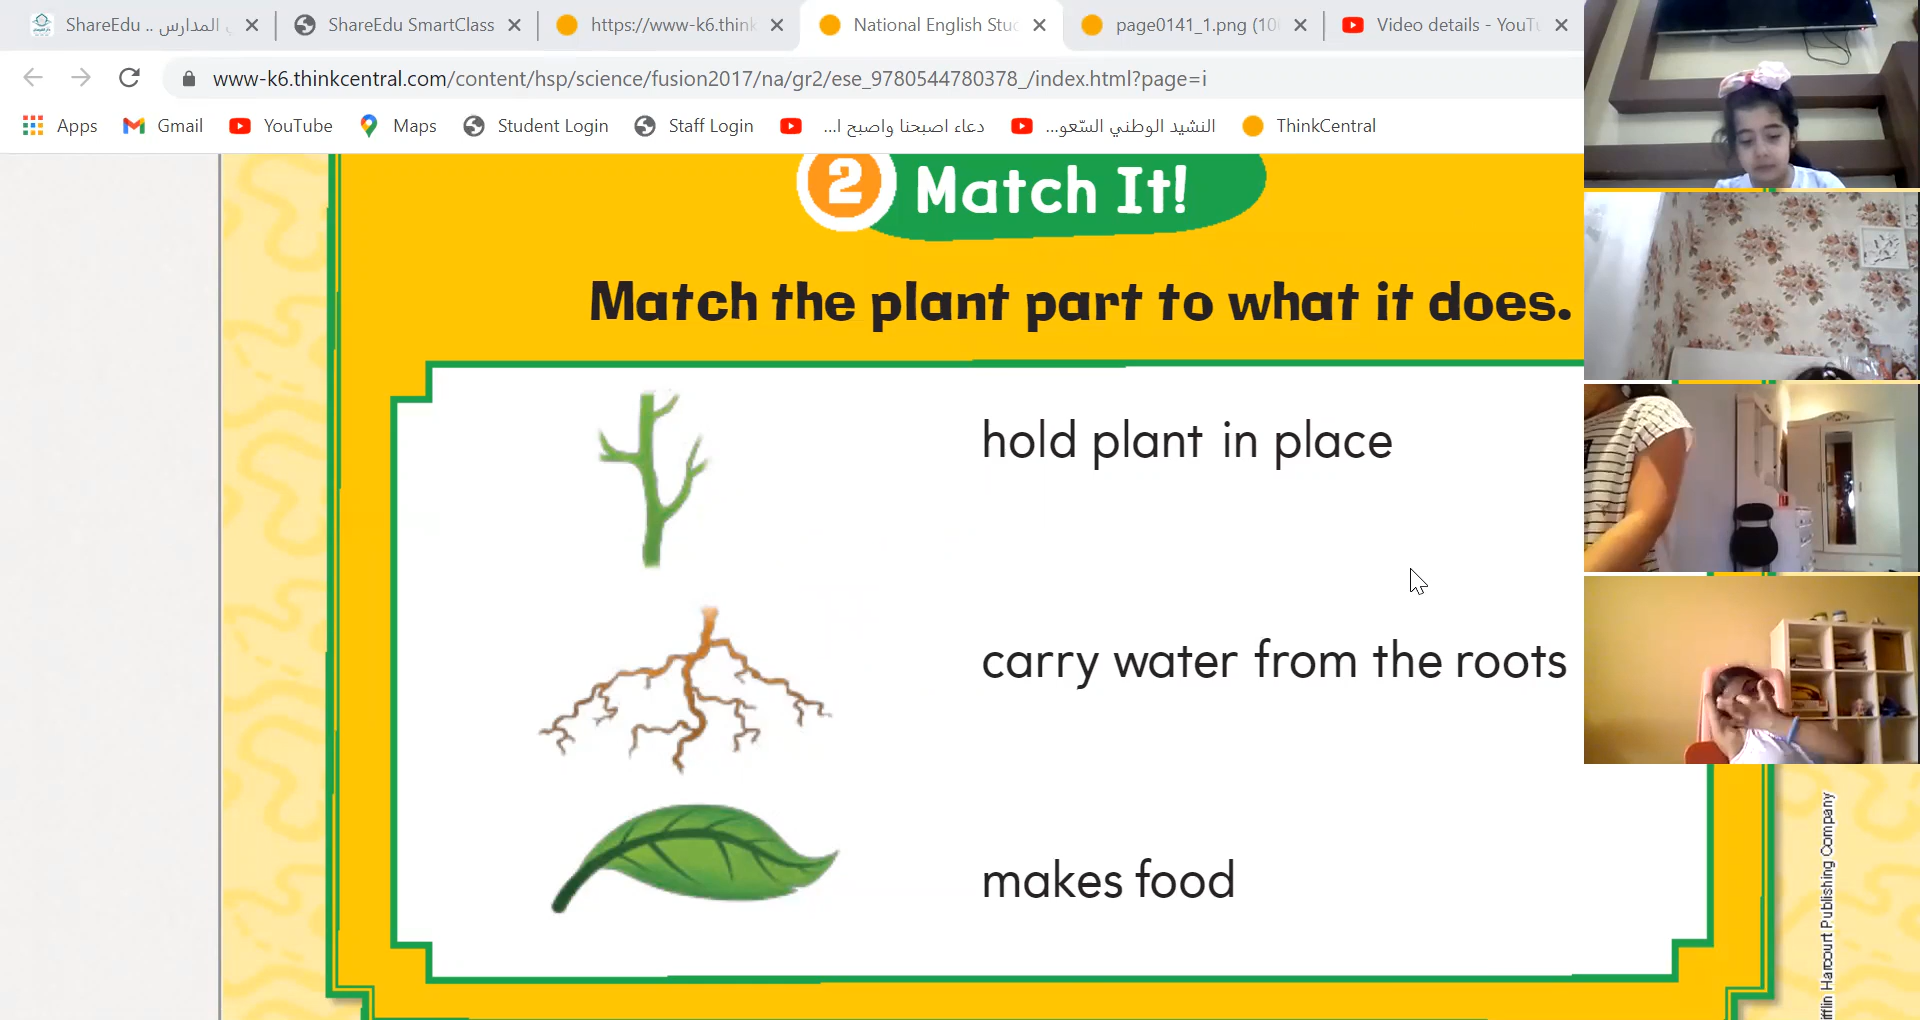 ShareEdu .. ي المدارس
ShareEdu SmartClass
https://www-k6.think
National English Stu
page0141_1.png (10
Video details - YouTu
www-k6.thinkcentral.com/content/hsp/science/fusion2017/na/gr2/ese_9780544780378_/index.html?page=i
Apps
Gmail
YouTube
Maps
Student Login
Staff Login
دعاء اصبحنا واصبح ا...
النشيد الوطني السّعو...
ThinkCentral
2 Match It!
Match the plant part to what it does.
hold plant in place
carry water from the roots
makes food
ifflin Harcourt Publishing Company